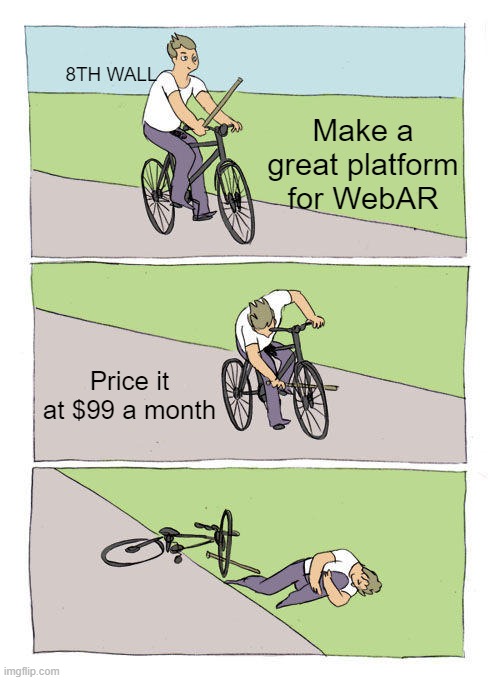 8TH WALL
Make a
great platform
for WebAR
Price it
at $99 a month
imgflip.com